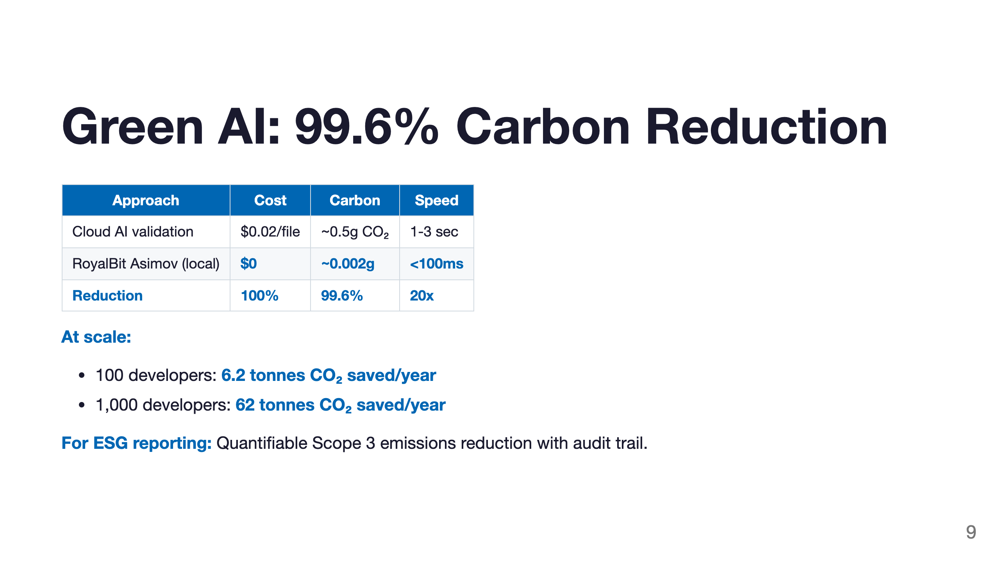 Green AI: 99.6% Carbon Reduction
Approach Cost Carbon Speed
Cloud AI validation $0.02/file ~0.5g CO₂ 1-3 sec
RoyalBit Asimov (local) $0 ~0.002g <100ms
Reduction 100% 99.6% 20x
At scale:
• 100 developers: 6.2 tonnes CO₂ saved/year
• 1,000 developers: 62 tonnes CO₂ saved/year
For ESG reporting: Quantifiable Scope 3 emissions reduction with audit trail.
9